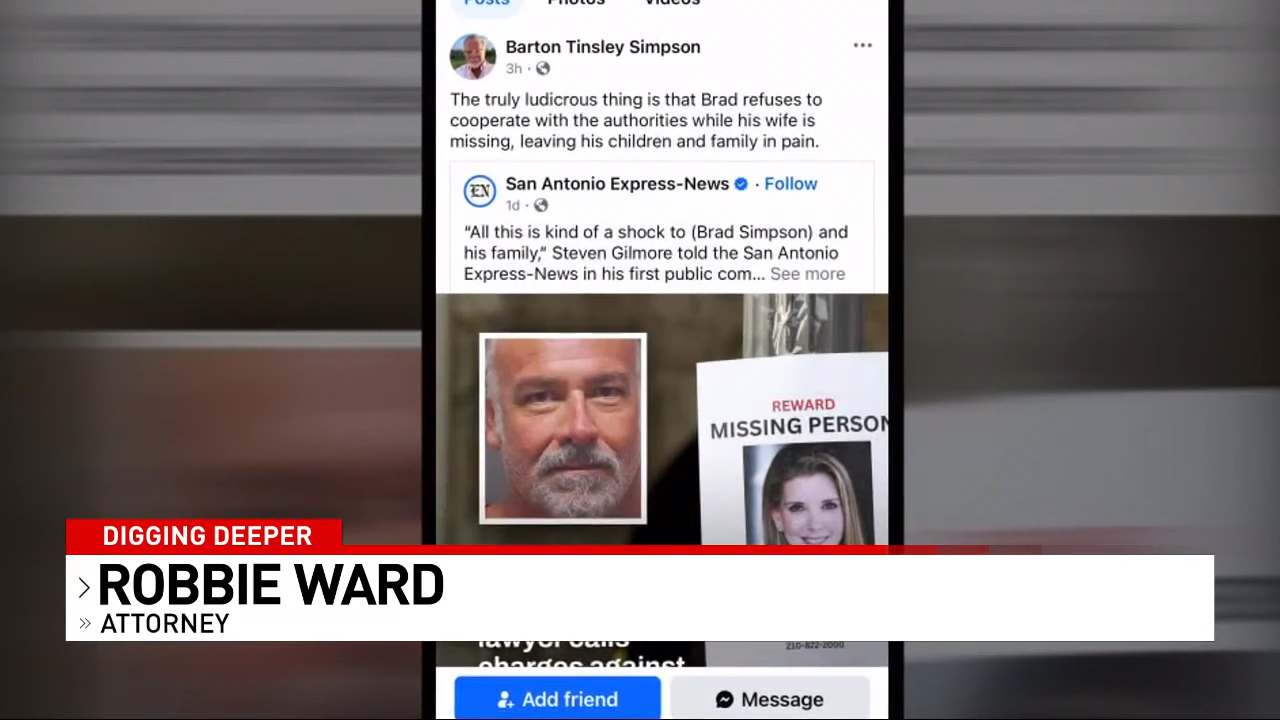 Posts Photos Videos
Barton Tinsley Simpson
3h ·
The truly ludicrous thing is that Brad refuses to
cooperate with the authorities while his wife is
missing, leaving his children and family in pain.
EN
San Antonio Express-News · Follow
1d ·
“All this is kind of a shock to (Brad Simpson) and
his family,” Steven Gilmore told the San Antonio
Express-News in his first public com... See more
REWARD
MISSING PERSON
DIGGING DEEPER
ROBBIE WARD
ATTORNEY
lawyer calls
charges against
210-822-2000
Add friend
Message